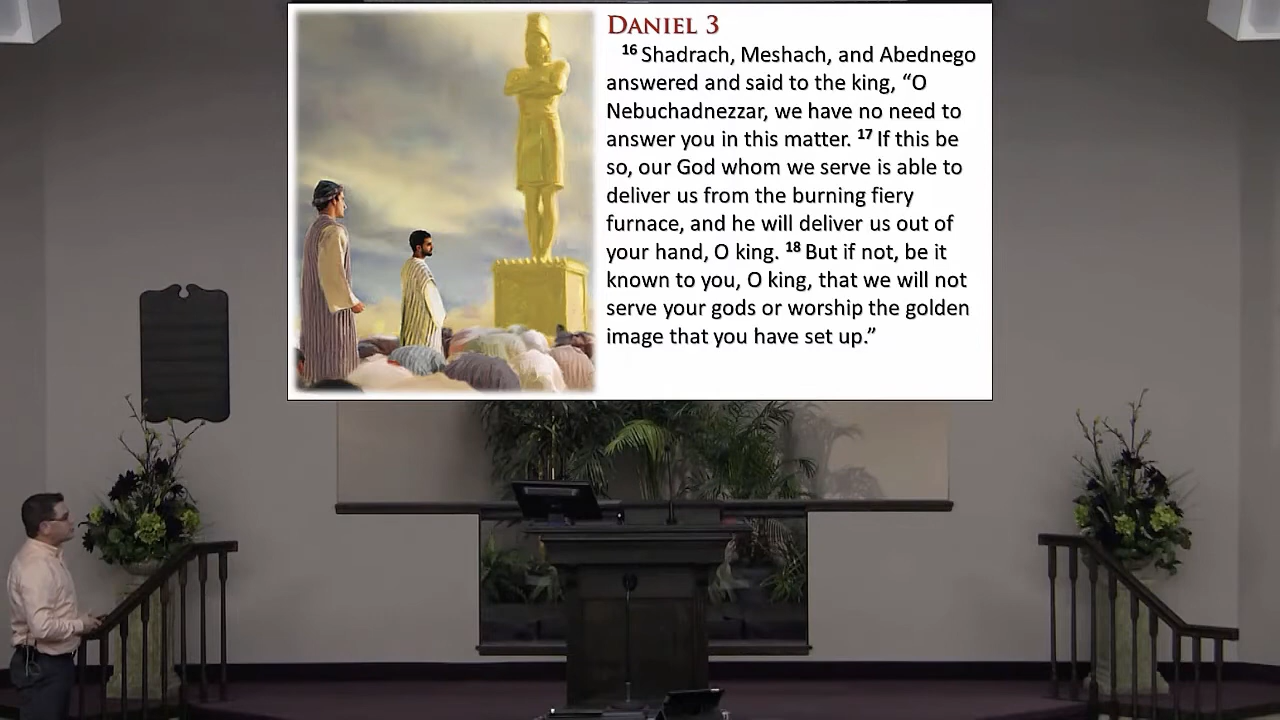 DANIEL 3
16 Shadrach, Meshach, and Abednego
answered and said to the king, “O
Nebuchadnezzar, we have no need to
answer you in this matter. 17 If this be
so, our God whom we serve is able to
deliver us from the burning fiery
furnace, and he will deliver us out of
your hand, O king. 18 But if not, be it
known to you, O king, that we will not
serve your gods or worship the golden
image that you have set up.”